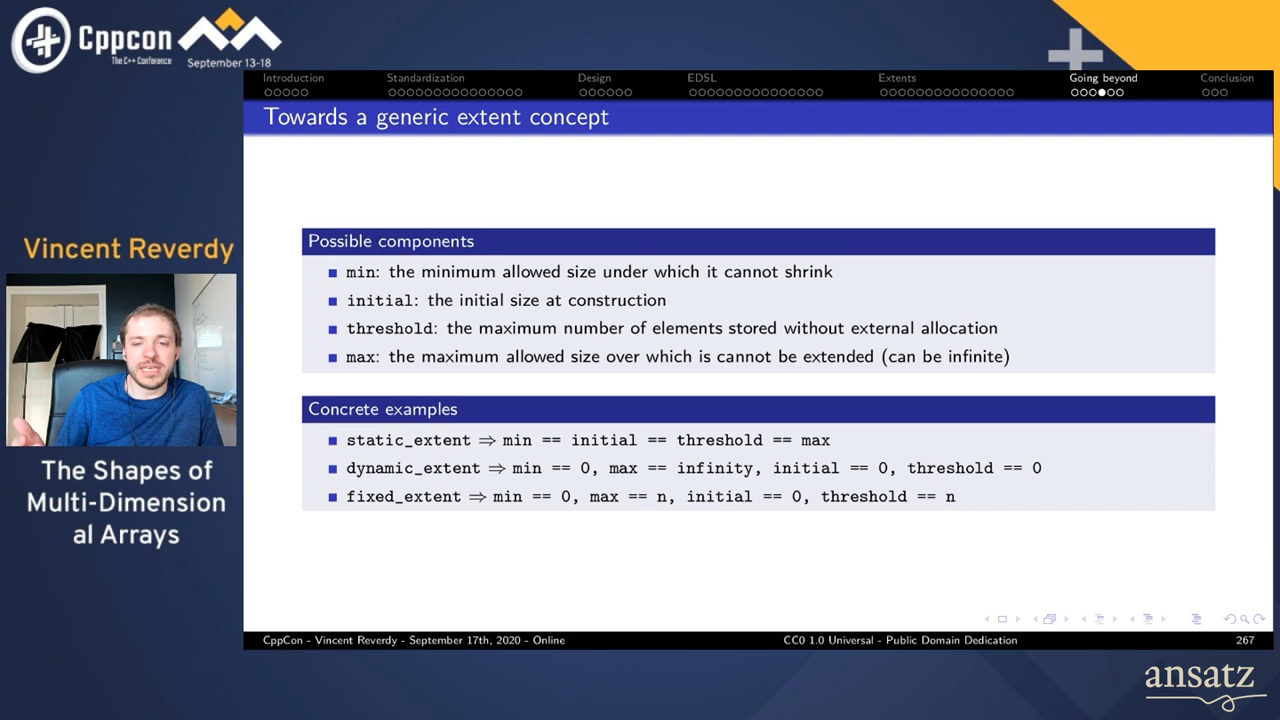 Cppcon
The C++ Conference
September 13-18
Introduction Standardization Design EDSL Extents Going beyond Conclusion
Towards a generic extent concept
Possible components
min: the minimum allowed size under which it cannot shrink
initial: the initial size at construction
threshold: the maximum number of elements stored without external allocation
max: the maximum allowed size over which is cannot be extended (can be infinite)
Concrete examples
static_extent ⇒ min == initial == threshold == max
dynamic_extent ⇒ min == 0, max == infinity, initial == 0, threshold == 0
fixed_extent ⇒ min == 0, max == n, initial == 0, threshold == n
CppCon - Vincent Reverdy - September 17th, 2020 - Online CC0 1.0 Universal - Public Domain Dedication 267
Vincent Reverdy
The Shapes of
Multi-Dimension
al Arrays
ansatz